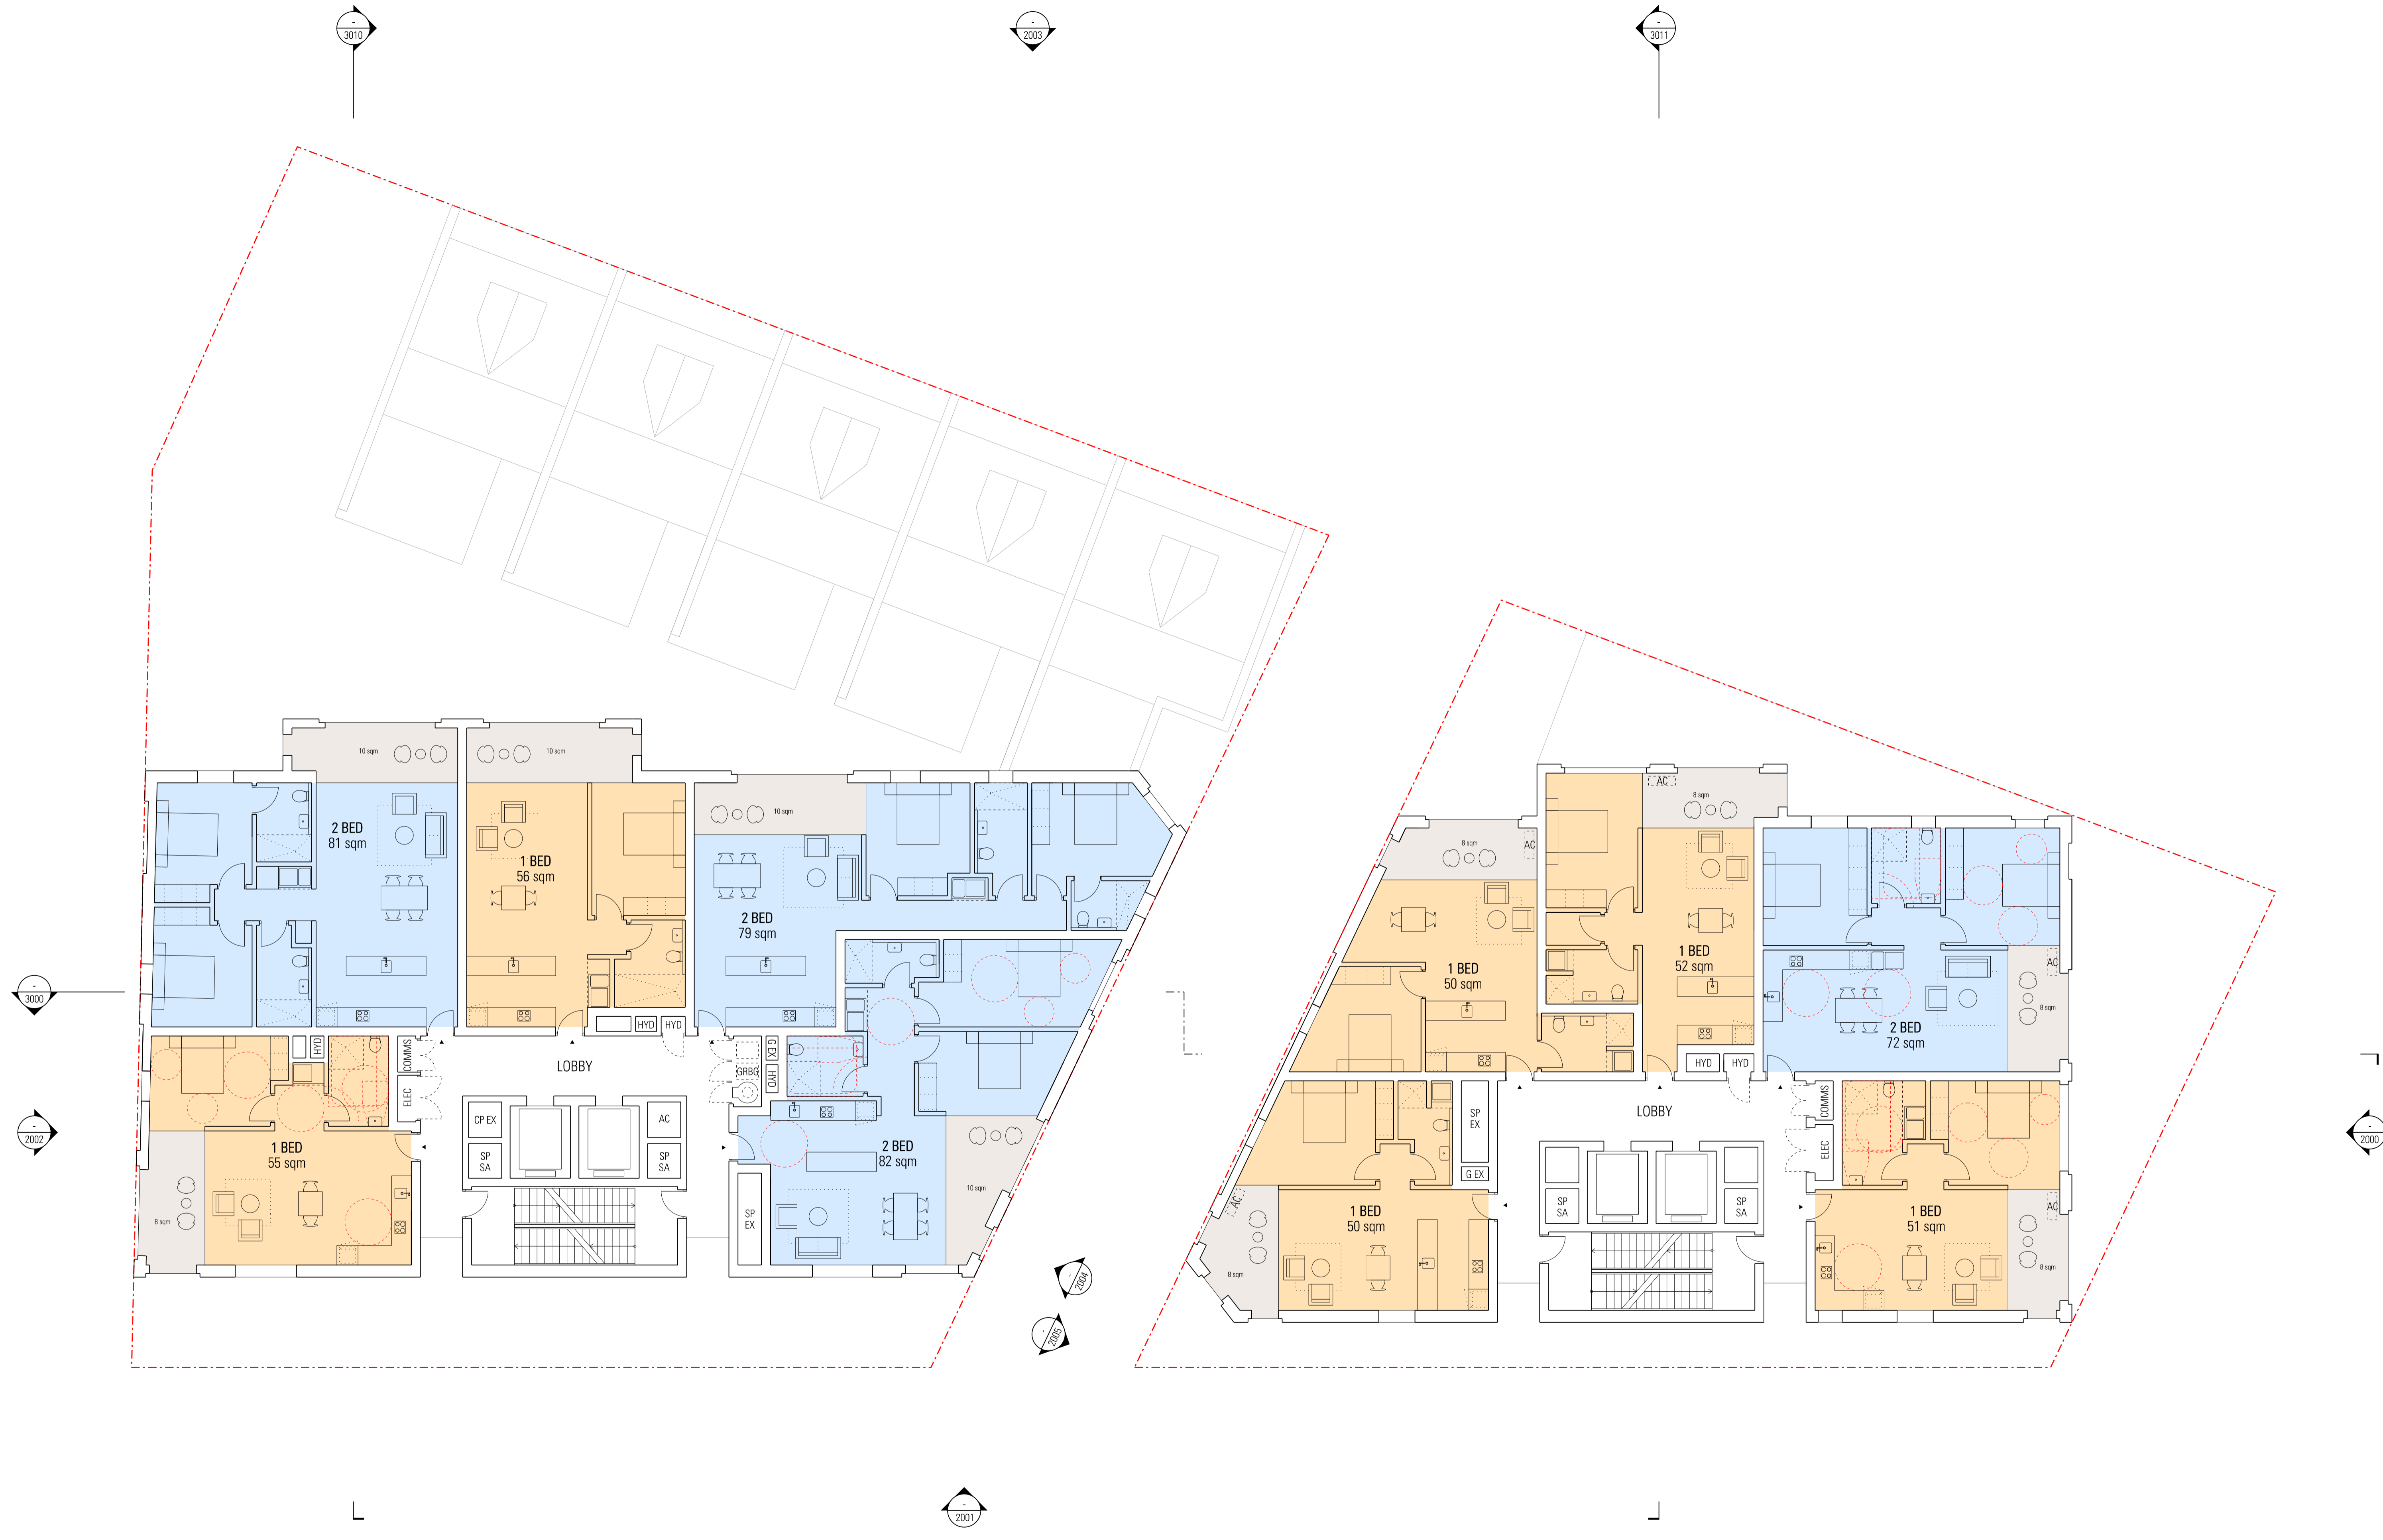 -
3010
-
2003
-
3011
10 sqm
10 sqm
2 BED
81 sqm
1 BED
56 sqm
10 sqm
2 BED
79 sqm
HYD
HYD
HYD
COMMS
ELEC
LOBBY
G EX
HYD
GRBG
CP EX
AC
SP
SA
SP
SA
1 BED
55 sqm
8 sqm
2 BED
82 sqm
10 sqm
SP
EX
-
3000
-
2002
-
2004
-
2005
AC
8 sqm
8 sqm
AC
1 BED
50 sqm
1 BED
52 sqm
AC
8 sqm
2 BED
72 sqm
HYD
HYD
LOBBY
COMMS
ELEC
SP
EX
G EX
SP
SA
SP
SA
AC
8 sqm
1 BED
50 sqm
1 BED
51 sqm
AC
8 sqm
-
2000
-
2001